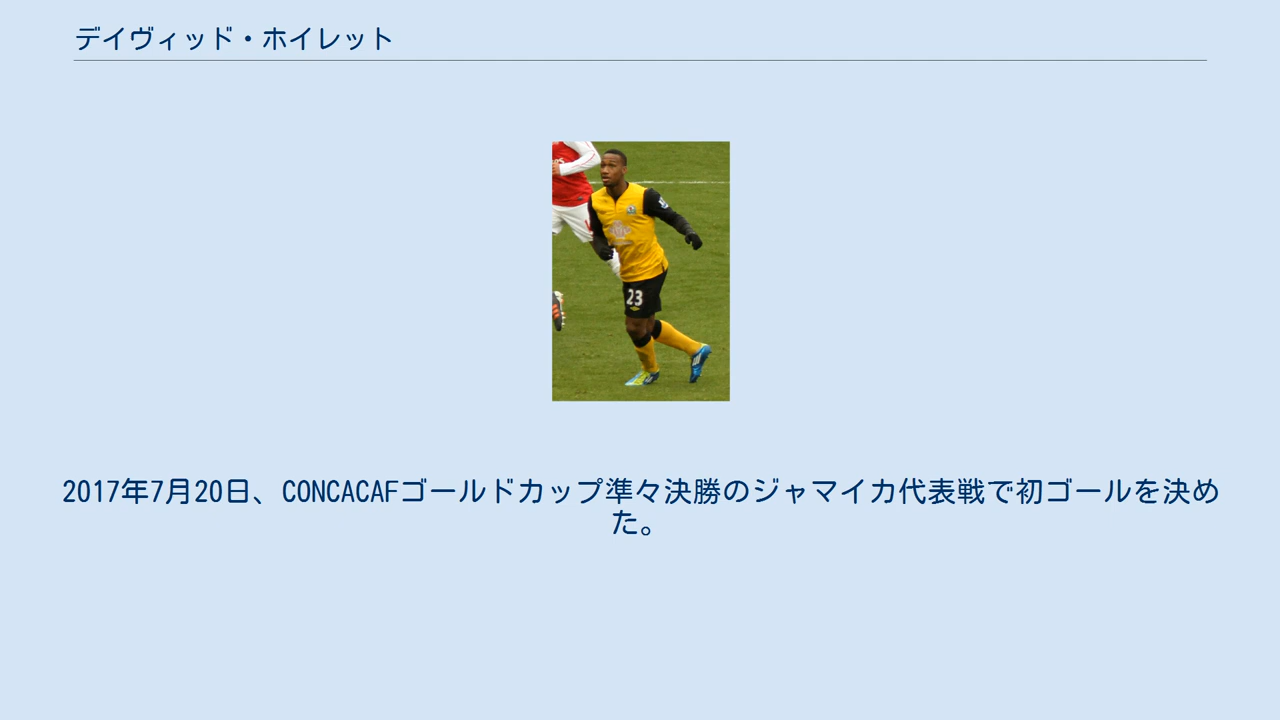 デイヴィッド・ホイレット
23
2017年7月20日、CONCACAFゴールドカップ準々決勝のジャマイカ代表戦で初ゴールを決め
た。